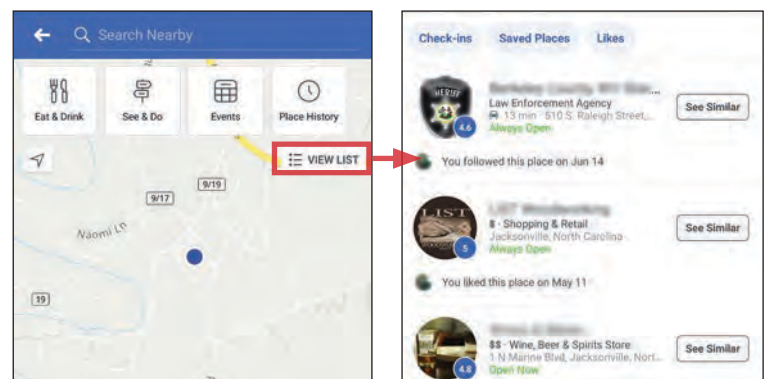 Search Nearby
Eat & Drink
See & Do
Events
Place History
VIEW LIST
9/19
9/17
Naomi Ln
19
Check-ins Saved Places Likes
Law Enforcement Agency
13 min · 510 S. Raleigh Street,...
Always Open
4.6
See Similar
You followed this place on Jun 14
LIST
$ · Shopping & Retail
Jacksonville, North Carolina
Always Open
5
See Similar
You liked this place on May 11
$$ · Wine, Beer & Spirits Store
1 N Marine Blvd, Jacksonville, Nort...
Open Now
4.8
See Similar